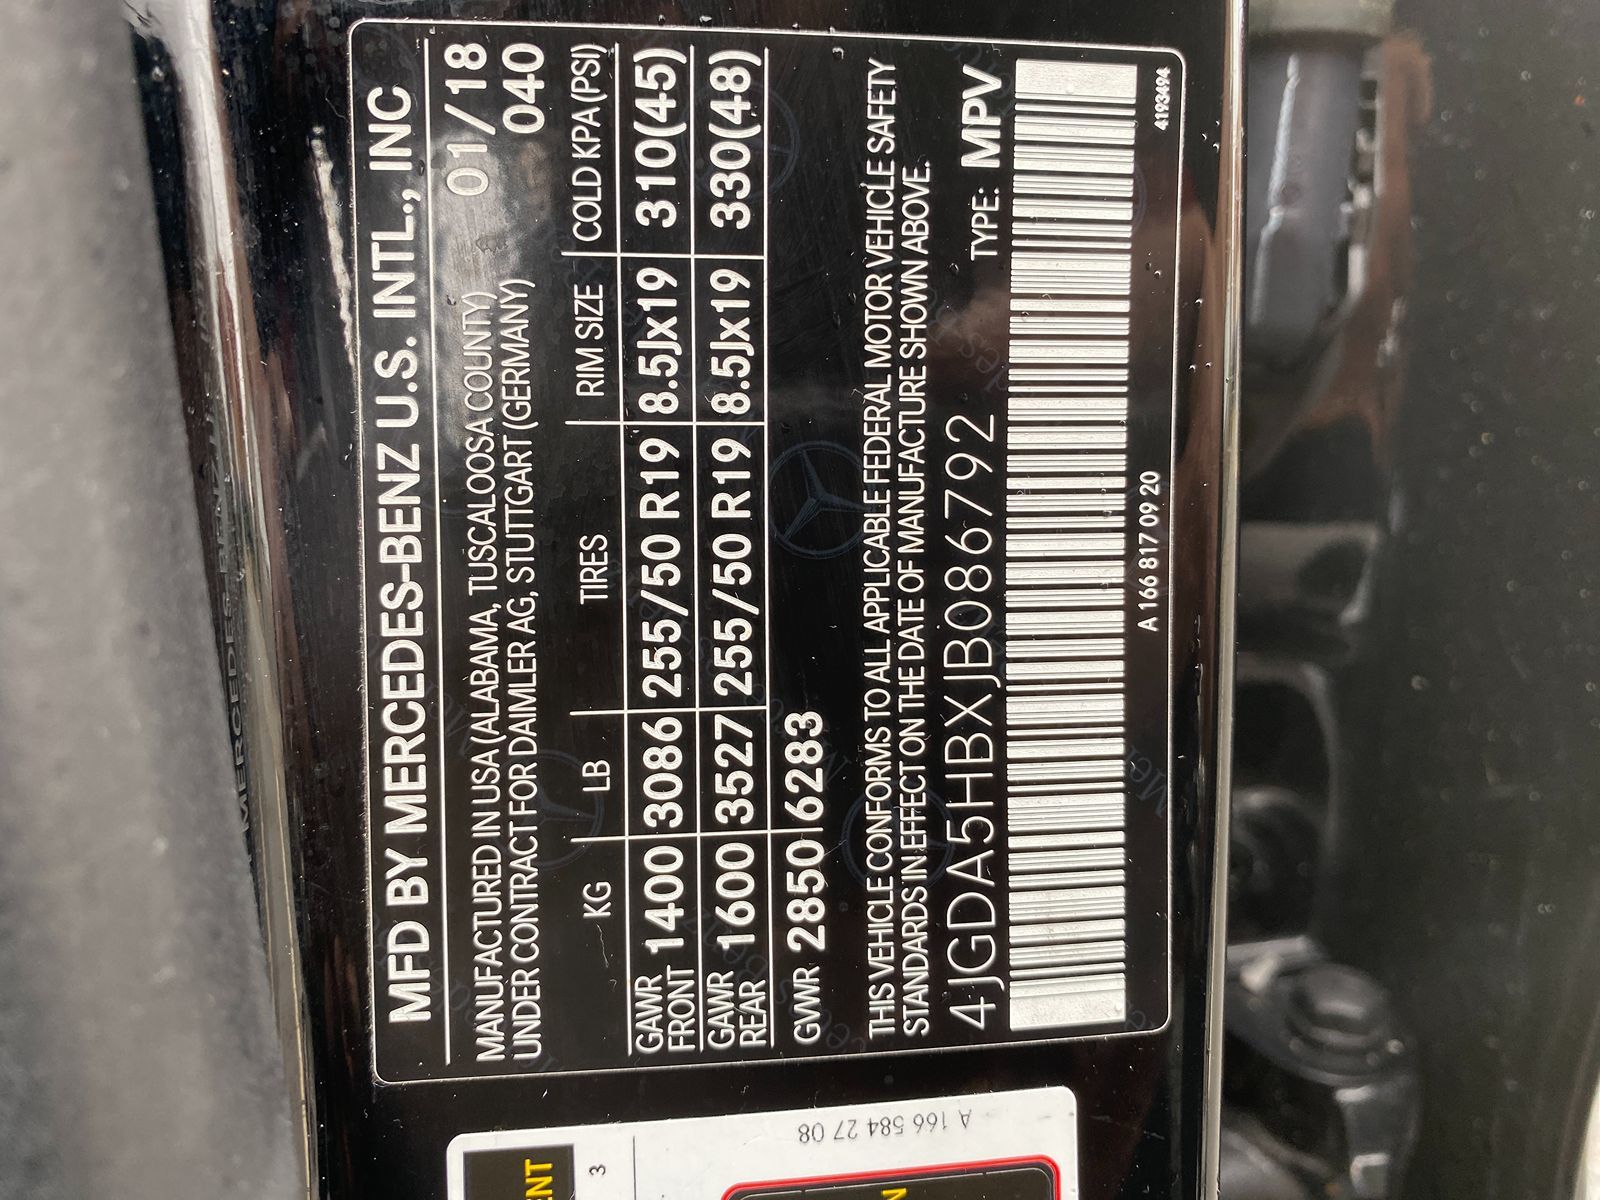 MFD BY MERCEDES-BENZ U.S. INTL., INC
MANUFACTURED IN USA (ALABAMA, TUSCALOOSA COUNTY) 01/18
UNDER CONTRACT FOR DAIMLER AG, STUTTGART (GERMANY) 040
KG LB TIRES RIM SIZE COLD KPA (PSI)
GAWR FRONT 1400 3086 255/50 R19 8.5Jx19 310(45)
GAWR REAR 1600 3527 255/50 R19 8.5Jx19 330(48)
GVWR 2850 6283
THIS VEHICLE CONFORMS TO ALL APPLICABLE FEDERAL MOTOR VEHICLE SAFETY
STANDARDS IN EFFECT ON THE DATE OF MANUFACTURE SHOWN ABOVE.
4JGDA5HBXJB086792 TYPE: MPV
A 166 817 09 20
4193494
A 166 584 27 08
3